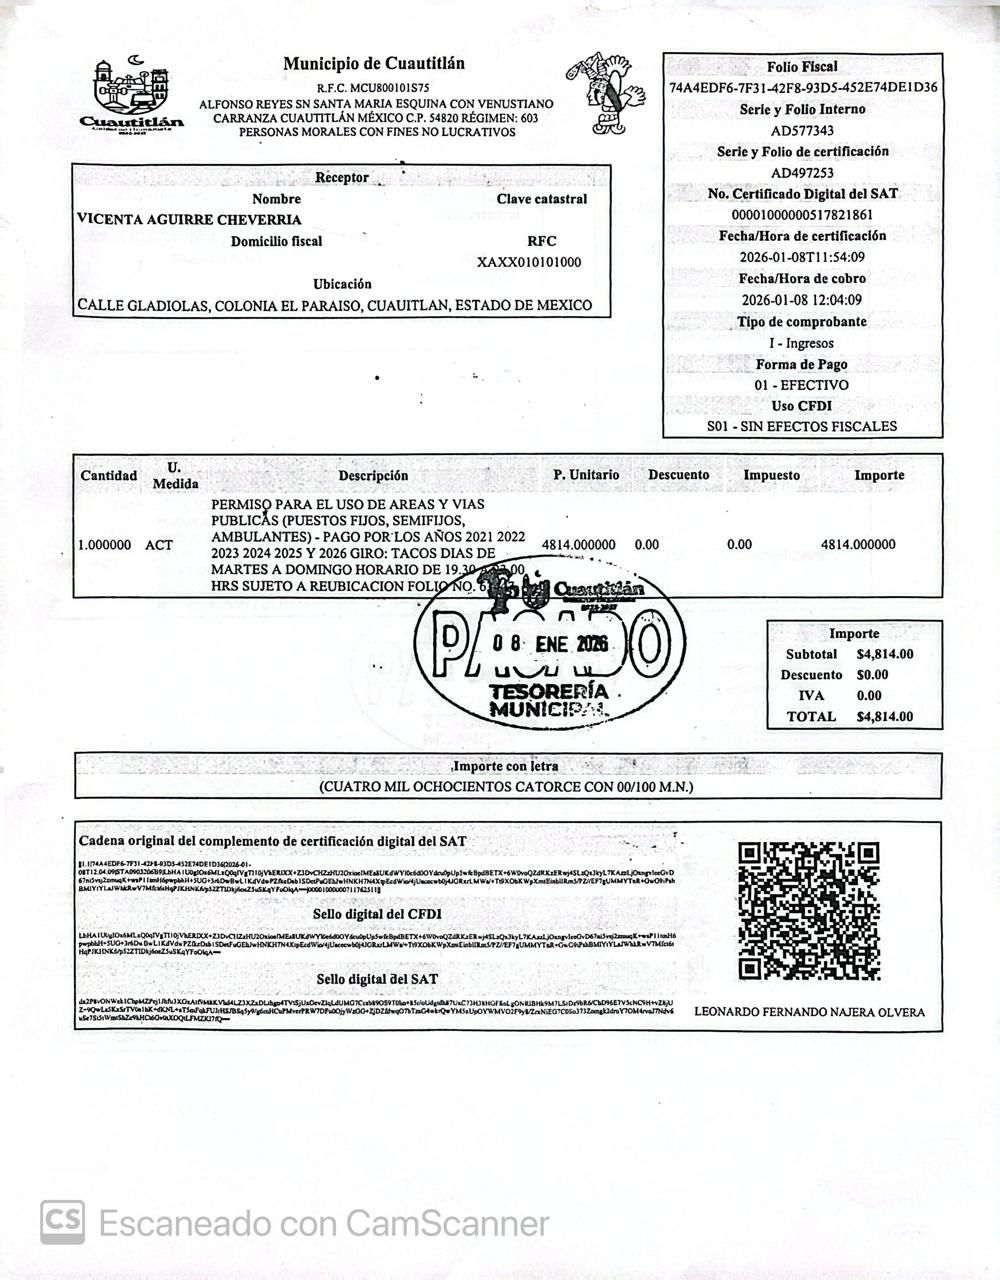 Cuautitlán
Municipio de Cuautitlán
R.F.C. MCU800101S75
ALFONSO REYES SN SANTA MARIA ESQUINA CON VENUSTIANO
CARRANZA CUAUTITLÁN MÉXICO C.P. 54820 RÉGIMEN: 603
PERSONAS MORALES CON FINES NO LUCRATIVOS
Folio Fiscal
74A4EDF6-7F31-42F8-93D5-452E74DE1D36
Serie y Folio Interno
AD577343
Serie y Folio de certificación
AD497253
No. Certificado Digital del SAT
00001000000517821861
Fecha/Hora de certificación
2026-01-08T11:54:09
Fecha/Hora de cobro
2026-01-08 12:04:09
Tipo de comprobante
I - Ingresos
Forma de Pago
01 - EFECTIVO
Uso CFDI
S01 - SIN EFECTOS FISCALES
Receptor
Nombre Clave catastral
VICENTA AGUIRRE CHEVERRIA
Domicilio fiscal RFC
XAXX010101000
Ubicación
CALLE GLADIOLAS, COLONIA EL PARAISO, CUAUITLAN, ESTADO DE MEXICO
Cantidad U. Medida Descripción P. Unitario Descuento Impuesto Importe
PERMISO PARA EL USO DE AREAS Y VIAS
PUBLICAS (PUESTOS FIJOS, SEMIFIJOS,
AMBULANTES) - PAGO POR LOS AÑOS 2021 2022
1.000000 ACT 2023 2024 2025 Y 2026 GIRO: TACOS DIAS DE 4814.000000 0.00 0.00 4814.000000
MARTES A DOMINGO HORARIO DE 19.30
HRS SUJETO A REUBICACION FOLIO NO.
Cuautitlán
PAGADO
08 ENE 2026
TESORERÍA
MUNICIPAL
Importe
Subtotal $4,814.00
Descuento $0.00
IVA 0.00
TOTAL $4,814.00
Importe con letra
(CUATRO MIL OCHOCIENTOS CATORCE CON 00/100 M.N.)
Cadena original del complemento de certificación digital del SAT
Sello digital del CFDI
Sello digital del SAT
LEONARDO FERNANDO NAJERA OLVERA
CS Escaneado con CamScanner